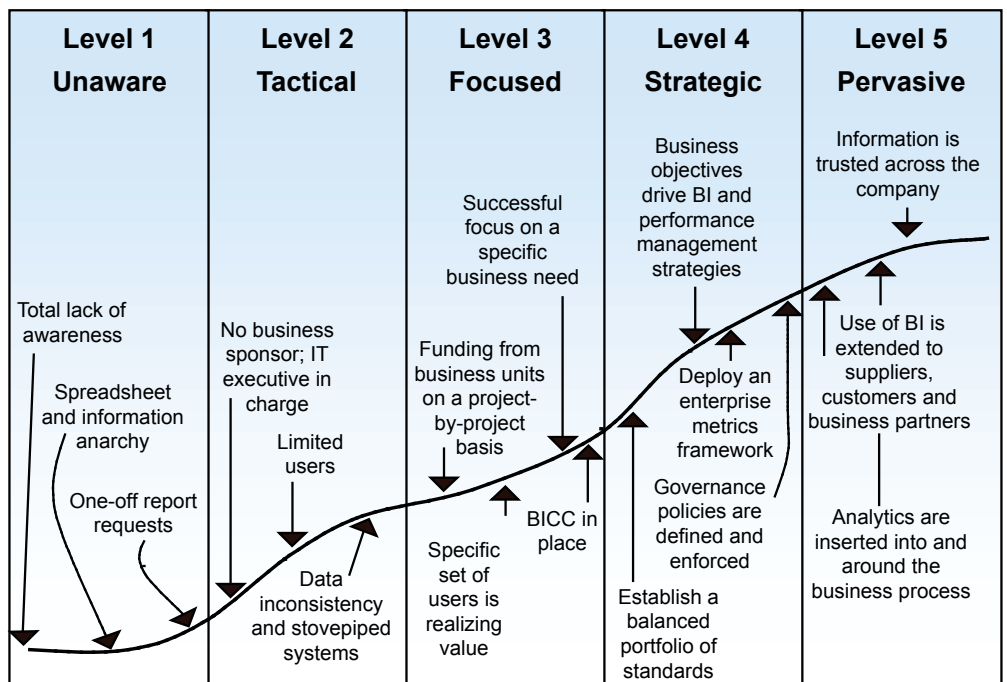 Level 1
Unaware
Level 2
Tactical
Level 3
Focused
Level 4
Strategic
Level 5
Pervasive
Total lack of
awareness
Spreadsheet
and information
anarchy
One-off report
requests
No business
sponsor; IT
executive in
charge
Limited
users
Data
inconsistency
and stovepiped
systems
Funding from
business units
on a project-
by-project
basis
Successful
focus on a
specific
business need
Specific
set of
users is
realizing
value
BICC in
place
Business
objectives
drive BI and
performance
management
strategies
Deploy an
enterprise
metrics
framework
Governance
policies are
defined and
enforced
Establish a
balanced
portfolio of
standards
Information is
trusted across the
company
Use of BI is
extended to
suppliers,
customers and
business partners
Analytics are
inserted into and
around the
business process